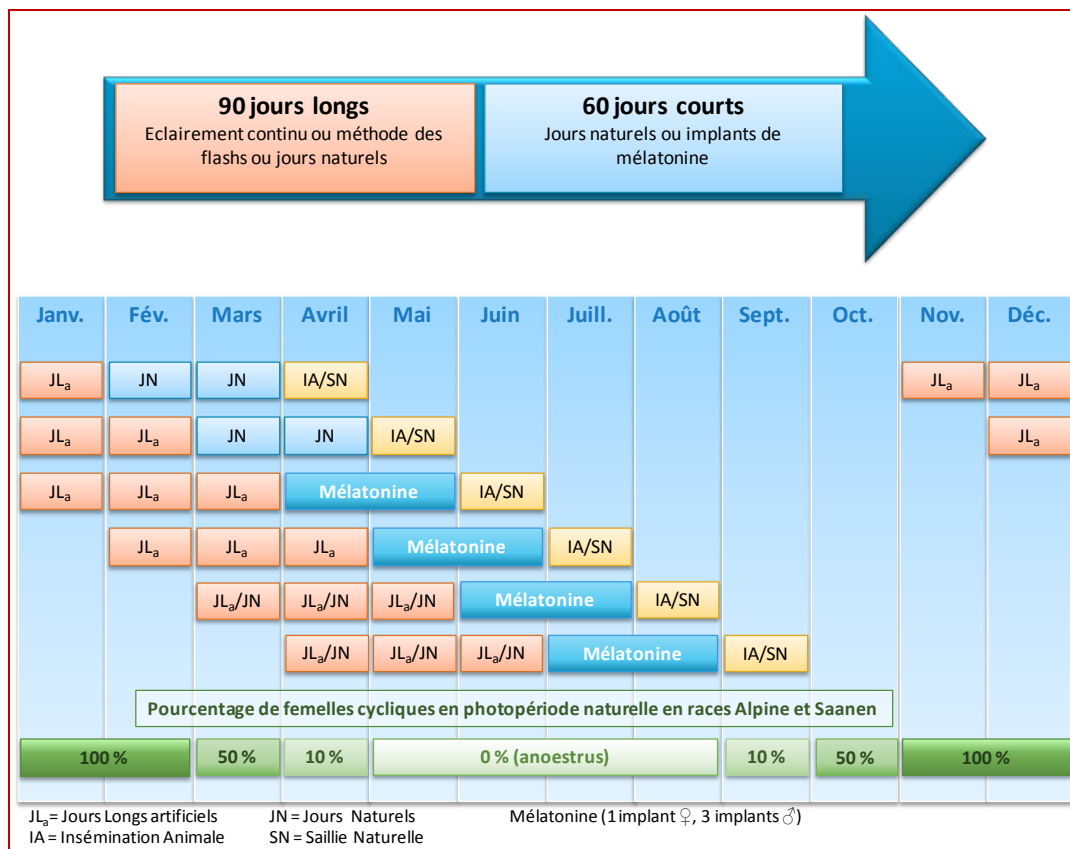 90 jours longs
Eclairement continu ou méthode des
flashs ou jours naturels
60 jours courts
Jours naturels ou implants de
mélatonine
Janv. Fév. Mars Avril Mai Juin Juill. Août Sept. Oct. Nov. Déc.
JLa JN JN IA/SN JLa JLa
JLa JLa JN JN IA/SN JLa
JLa JLa JLa Mélatonine IA/SN
JLa JLa JLa Mélatonine IA/SN
JLa/JN JLa/JN JLa/JN Mélatonine IA/SN
JLa/JN JLa/JN JLa/JN Mélatonine IA/SN
Pourcentage de femelles cycliques en photopériode naturelle en races Alpine et Saanen
100 % 50 % 10 % 0 % (anoestrus) 10 % 50 % 100 %
JLa= Jours Longs artificiels JN = Jours Naturels Mélatonine (1 implant ♀, 3 implants ♂)
IA = Insémination Animale SN = Saillie Naturelle